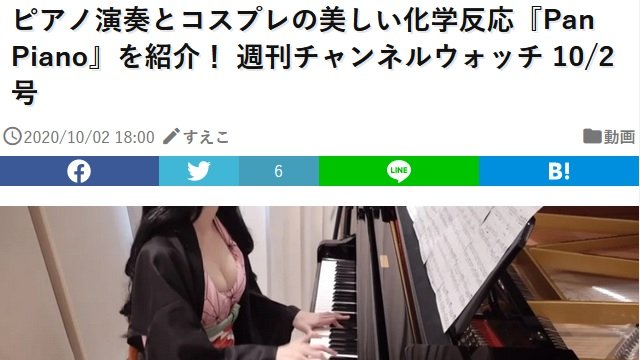 ピアノ演奏とコスプレの美しい化学反応『Pan
Piano』を紹介！ 週刊チャンネルウォッチ 10/2
号
2020/10/02 18:00 すえこ 動画
6 LINE B!